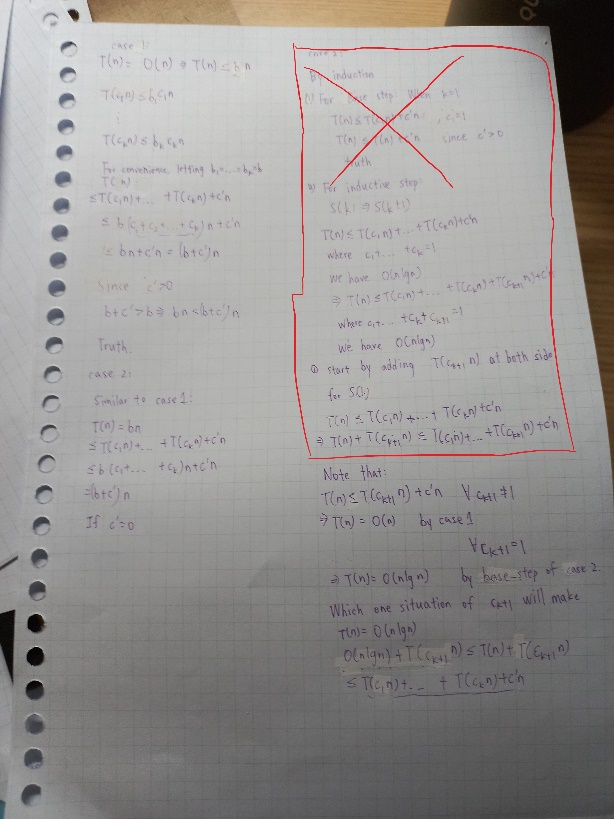 case 1:
T(n) = O(n) ⇒ T(n) ≤ b₁n
T(c₁n) ≤ b₁c₁n
⋮
T(cₖn) ≤ bₖcₖn
For convenience, letting b₁=...=bₖ=b
T(n)
≤T(c₁n)+... +T(cₖn)+c'n
≤ b(c₁+c₂+...+cₖ)n+c'n
≤ bn+c'n = (b+c')n
Since c'>0
b+c'>b⇒ bn<(b+c')n
Truth.
case 2:
Similar to case 1:
T(n)=bn
≤T(c₁n)+... +T(cₖn)+c'n
≤b(c₁+... +cₖ)n+c'n
=(b+c')n
If c'=0
case 2:
By induction
1) For base step: When k=1
T(n)≤T(c₁n)+c'n , c₁=1
T(n)≤T(n)+c'n since c'>0
truth
2) For inductive step:
S(k) ⇒ S(k+1)
T(n)≤T(c₁n)+...+T(cₖn)+c'n
where c₁+... +cₖ=1
we have O(nlgn)
⇒ T(n)≤T(c₁n)+... +T(cₖn)+T(cₖ₊₁n)+c'n
where c₁+... +cₖ+cₖ₊₁=1
we have O(nlgn)
① start by adding T(cₖ₊₁n) at both side
for S(k)
T(n)≤T(c₁n)+...+T(cₖn)+c'n
⇒ T(n)+T(cₖ₊₁n)≤T(c₁n)+...+T(cₖ₊₁n)+c'n
Note that:
T(n)≤T(cₖ₊₁n)+c'n ∀cₖ₊₁≠1
⇒ T(n)=O(n) by case 1
∀cₖ₊₁=1
⇒ T(n)=O(nlgn) by base-step of case 2
Which one situation of cₖ₊₁ will make
T(n)=O(nlgn)
O(nlgn)+T(cₖ₊₁n)≤T(n)+T(cₖ₊₁n)
≤T(c₁n)+... +T(cₖn)+c'n